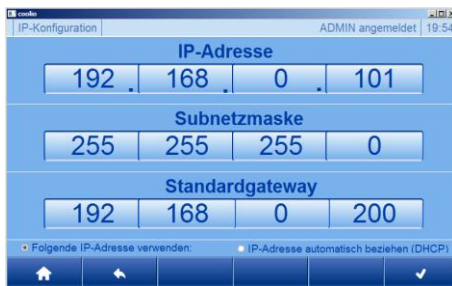 coolio
IP-Konfiguration ADMIN angemeldet 19:54
IP-Adresse
192 . 168 . 0 . 101
Subnetzmaske
255 255 255 0
Standardgateway
192 168 0 200
Folgende IP-Adresse verwenden: IP-Adresse automatisch beziehen (DHCP)